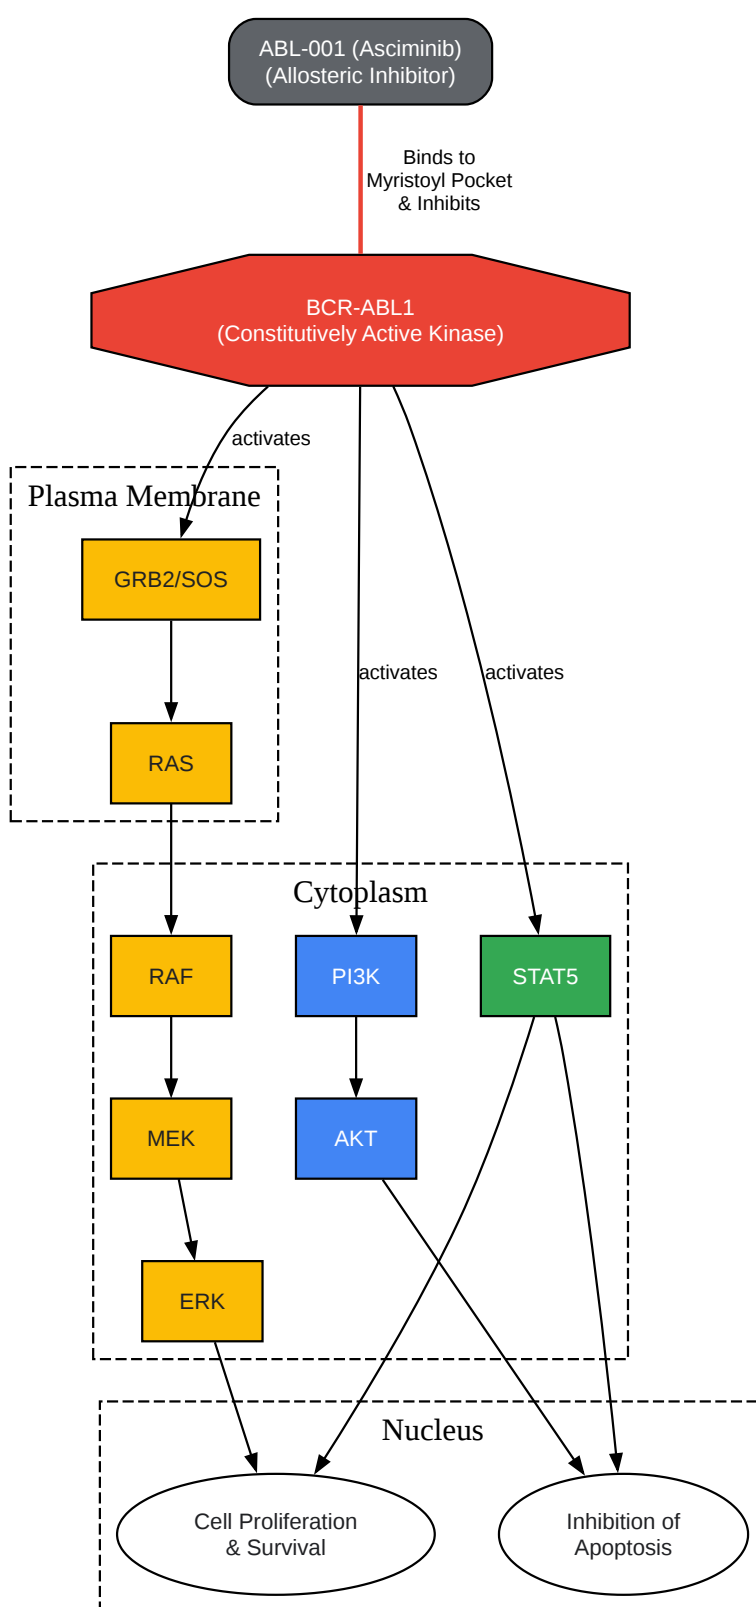 ABL-001 (Asciminib)
(Allosteric Inhibitor)
Binds to
Myristoyl Pocket
& Inhibits
BCR-ABL1
(Constitutively Active Kinase)
activates
Plasma Membrane
GRB2/SOS
activates
activates
RAS
Cytoplasm
RAF
PI3K
STAT5
MEK
AKT
ERK
Nucleus
Cell Proliferation
& Survival
Inhibition of
Apoptosis